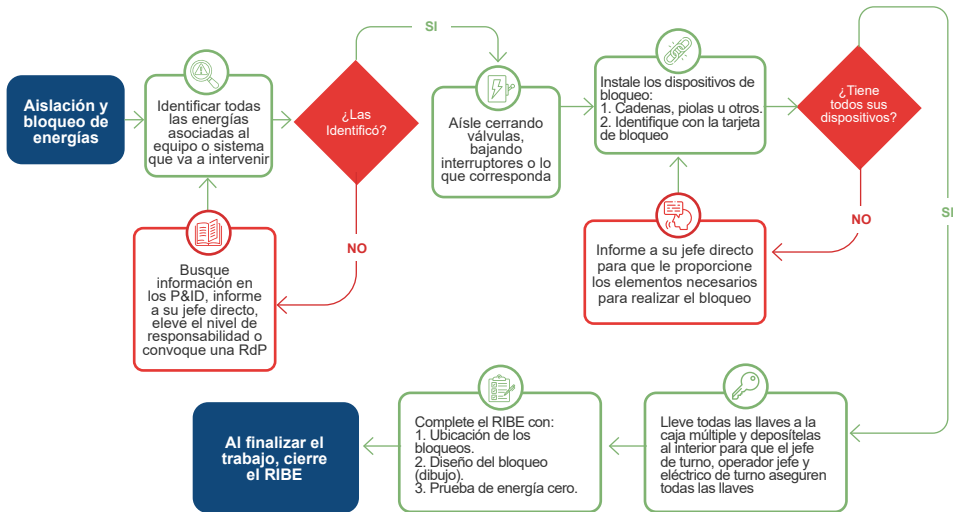 Aislación y
bloqueo de
energías
Identificar todas
las energías
asociadas al
equipo o sistema
que va a intervenir
¿Las
Identificó?
SI
NO
Busque
información en
los P&ID, informe
a su jefe directo,
eleve el nivel de
responsabilidad o
convoque una RdP
Aísle cerrando
válvulas,
bajando
interruptores o lo
que corresponda
Instale los dispositivos de
bloqueo:
1. Cadenas, piolas u otros.
2. Identifique con la tarjeta
de bloqueo
¿Tiene
todos sus
dispositivos?
SI
NO
Informe a su jefe directo
para que le proporcione
los elementos necesarios
para realizar el bloqueo
Lleve todas las llaves a la
caja múltiple y deposítelas
al interior para que el jefe
de turno, operador jefe y
eléctrico de turno aseguren
todas las llaves
Complete el RIBE con:
1. Ubicación de los
bloqueos.
2. Diseño del bloqueo
(dibujo).
3. Prueba de energía cero.
Al finalizar el
trabajo, cierre
el RIBE